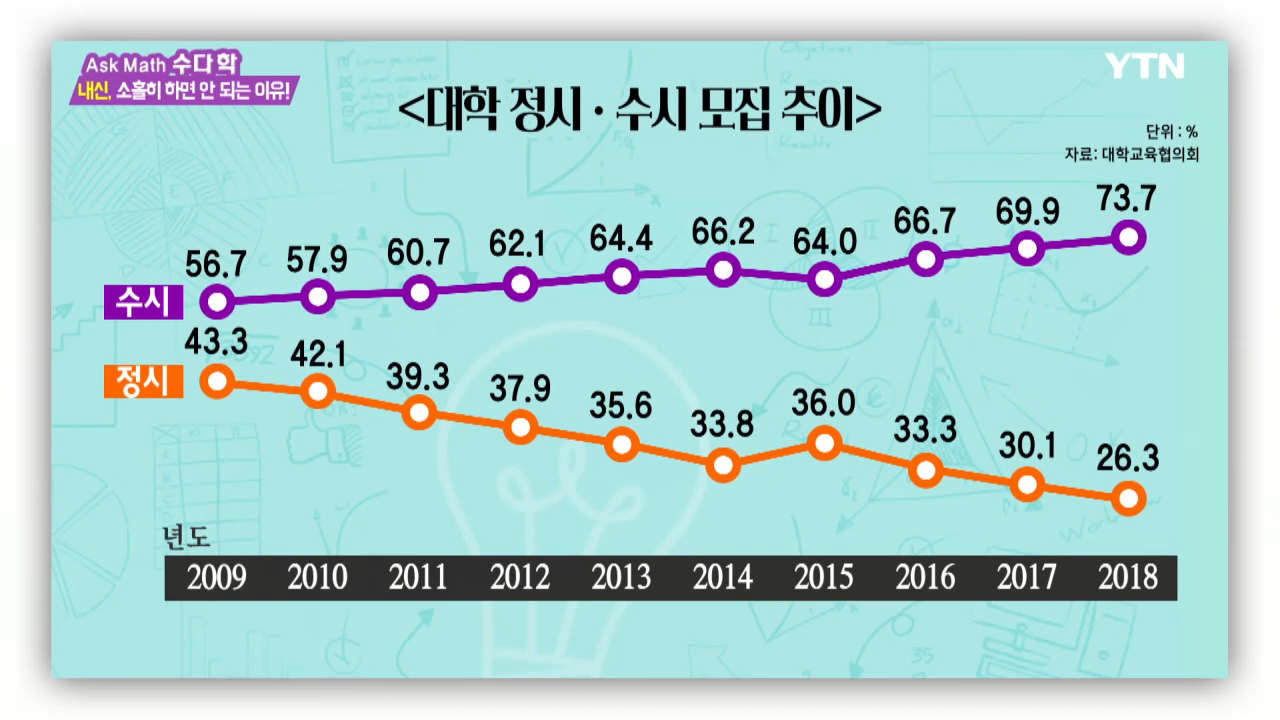 Ask Math 수다학
내신, 소홀히 하면 안 되는 이유!
YTN
<대학 정시·수시 모집 추이>
단위 : %
자료: 대학교육협의회
수시
56.7 57.9 60.7 62.1 64.4 66.2 64.0 66.7 69.9 73.7
정시
43.3 42.1 39.3 37.9 35.6 33.8 36.0 33.3 30.1 26.3
년도
2009 2010 2011 2012 2013 2014 2015 2016 2017 2018